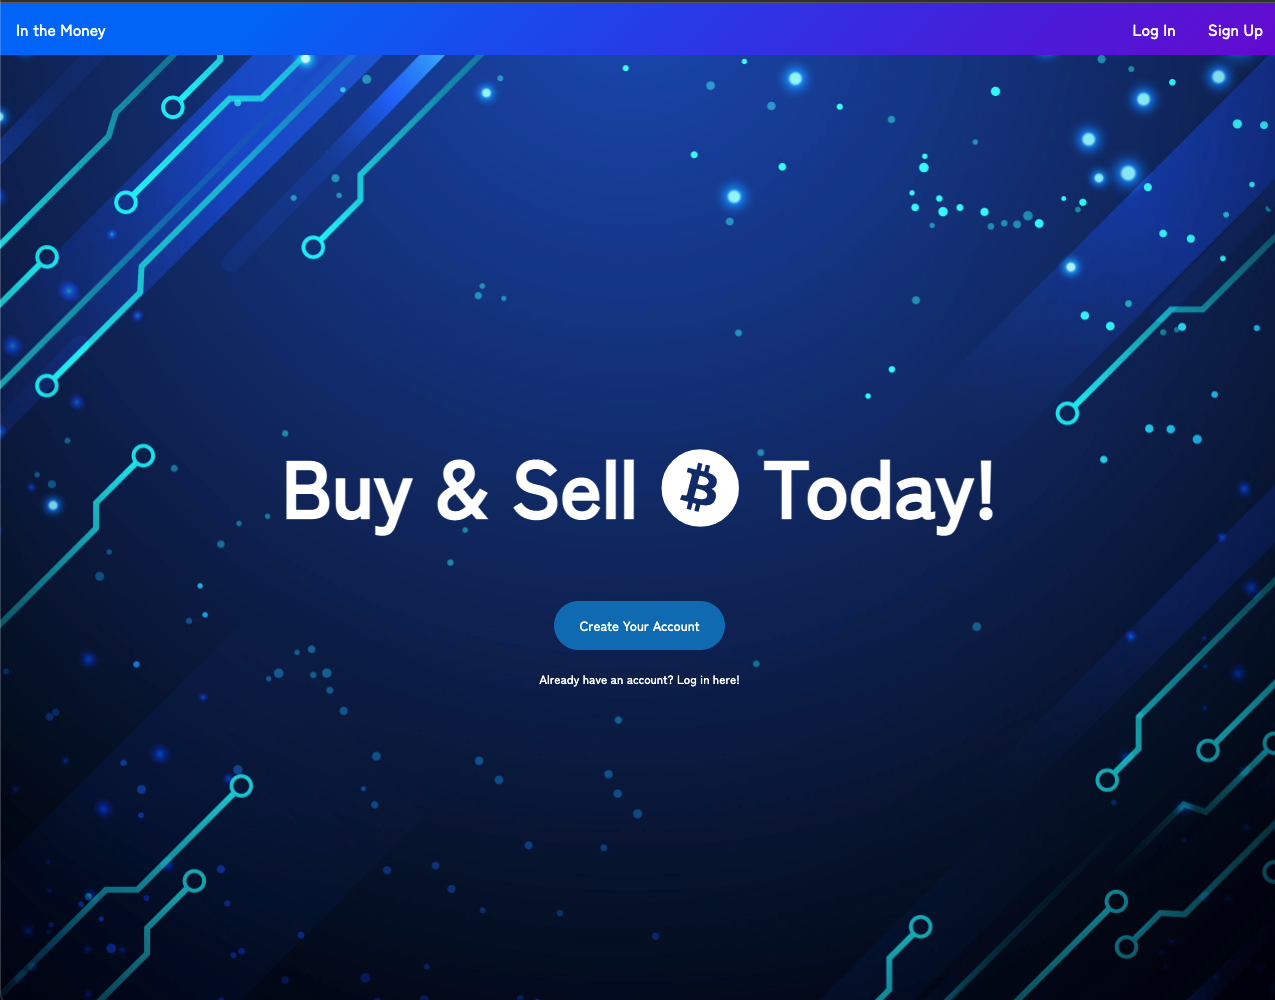 In the Money
Log In
Sign Up
Buy & Sell ₿ Today!
Create Your Account
Already have an account? Log in here!